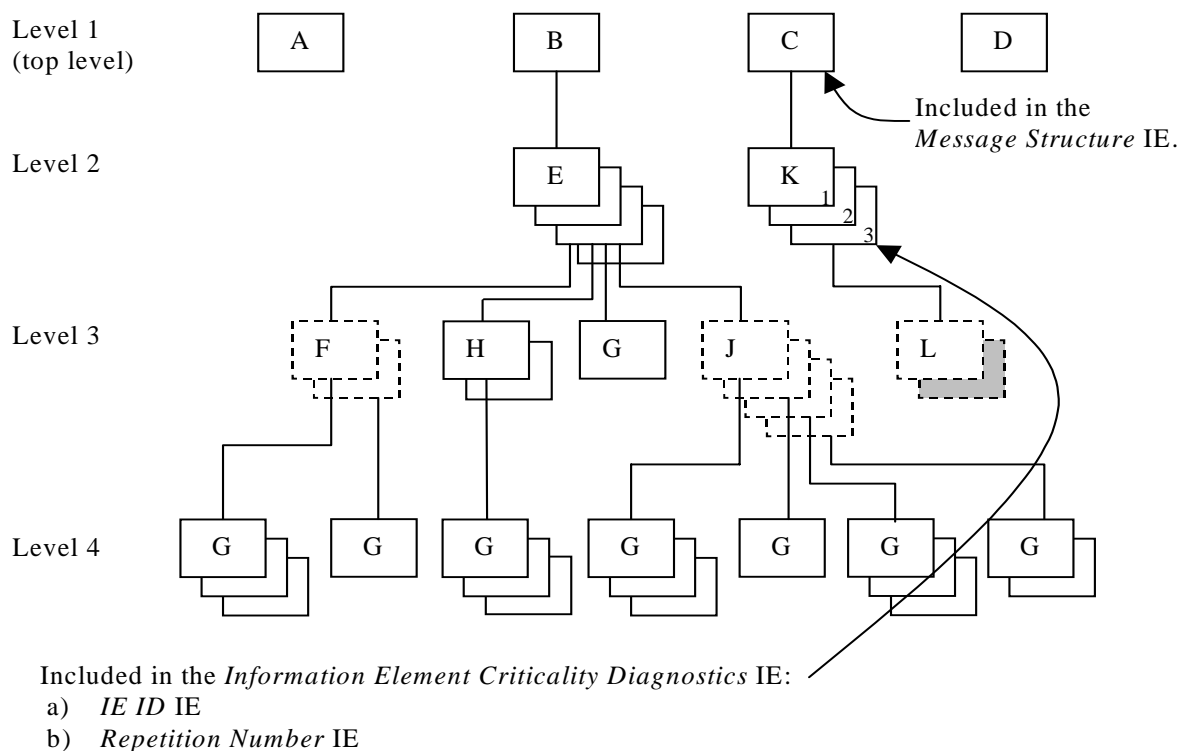 Level 1
(top level)
A
B
C
D
Included in the
Message Structure IE.
Level 2
E
K
1
2
3
Level 3
F
H
G
J
L
Level 4
G
G
G
G
G
G
G
Included in the Information Element Criticality Diagnostics IE:
a) IE ID IE
b) Repetition Number IE